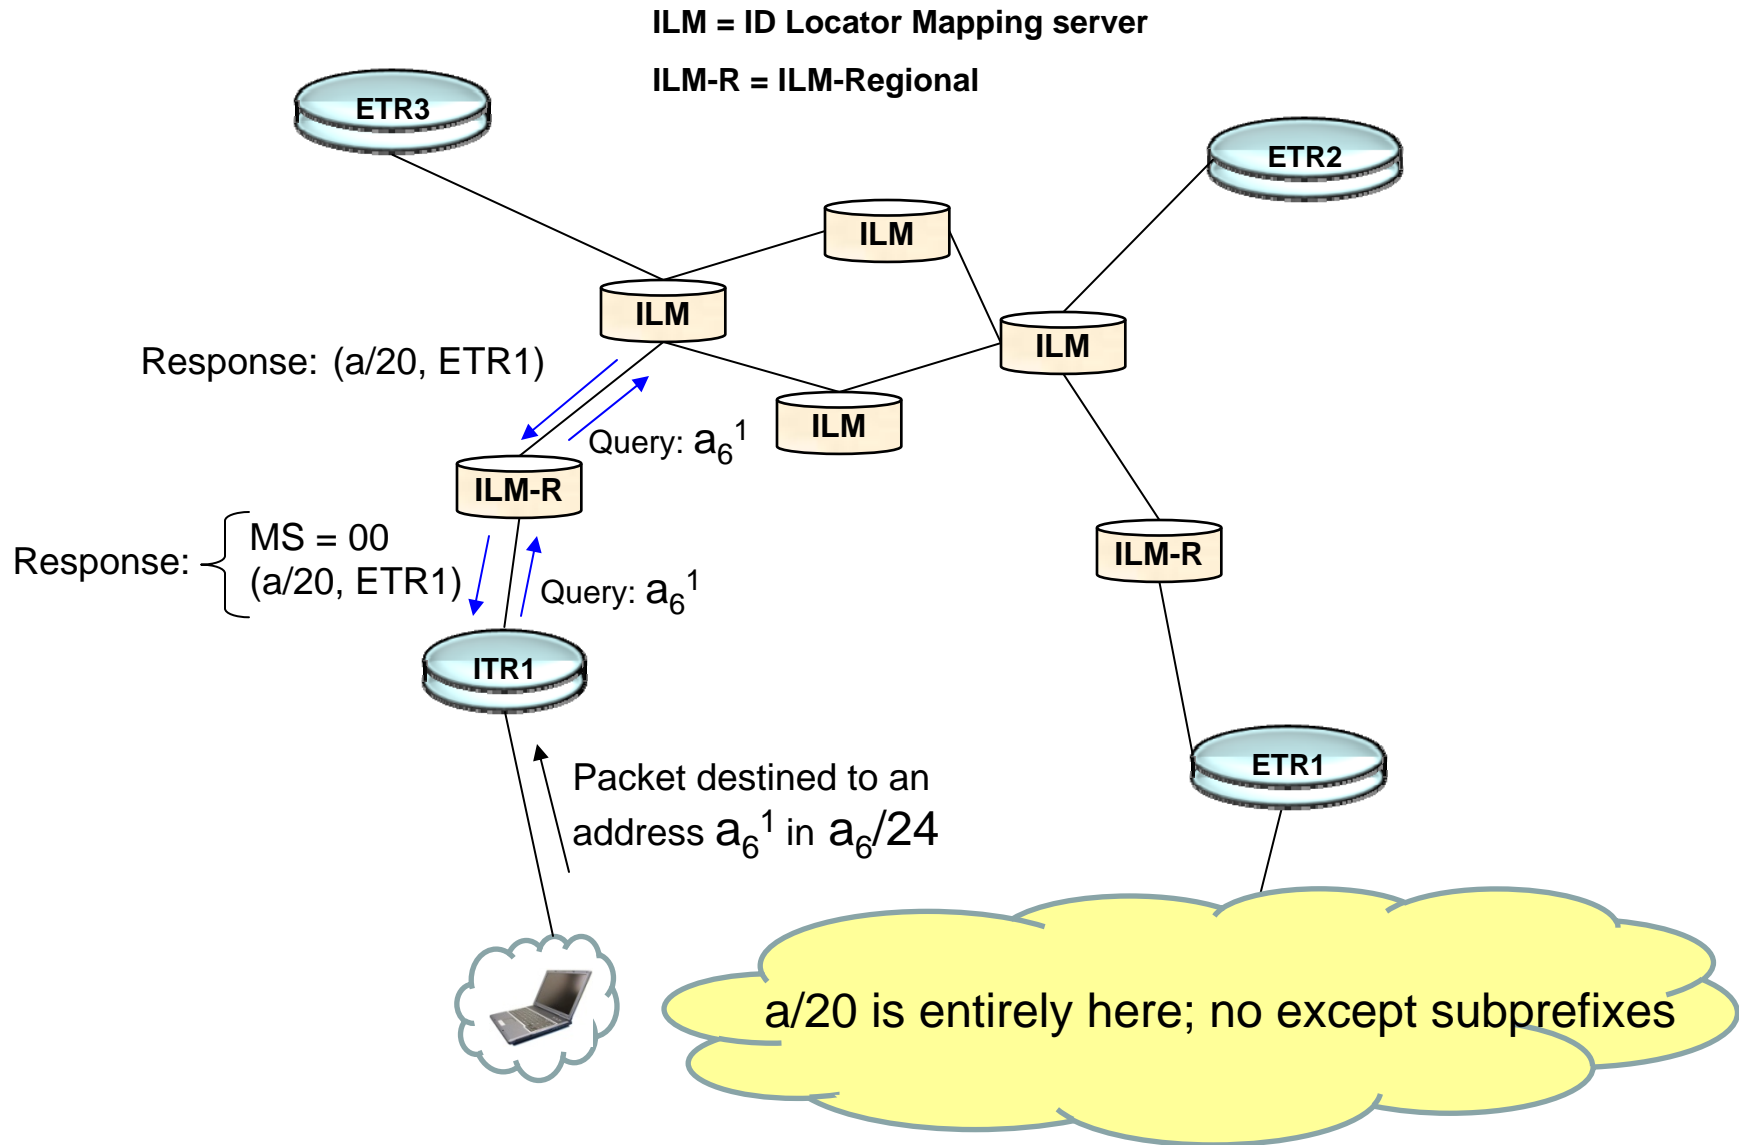 ILM = ID Locator Mapping server
ILM-R = ILM-Regional
ETR3
ETR2
ILM
ILM
ILM
Response: (a/20, ETR1)
ILM
Query: a₆¹
ILM-R
ILM-R
Response:
MS = 00
(a/20, ETR1)
Query: a₆¹
ITR1
ETR1
Packet destined to an
address a₆¹ in a₆/24
a/20 is entirely here; no except subprefixes